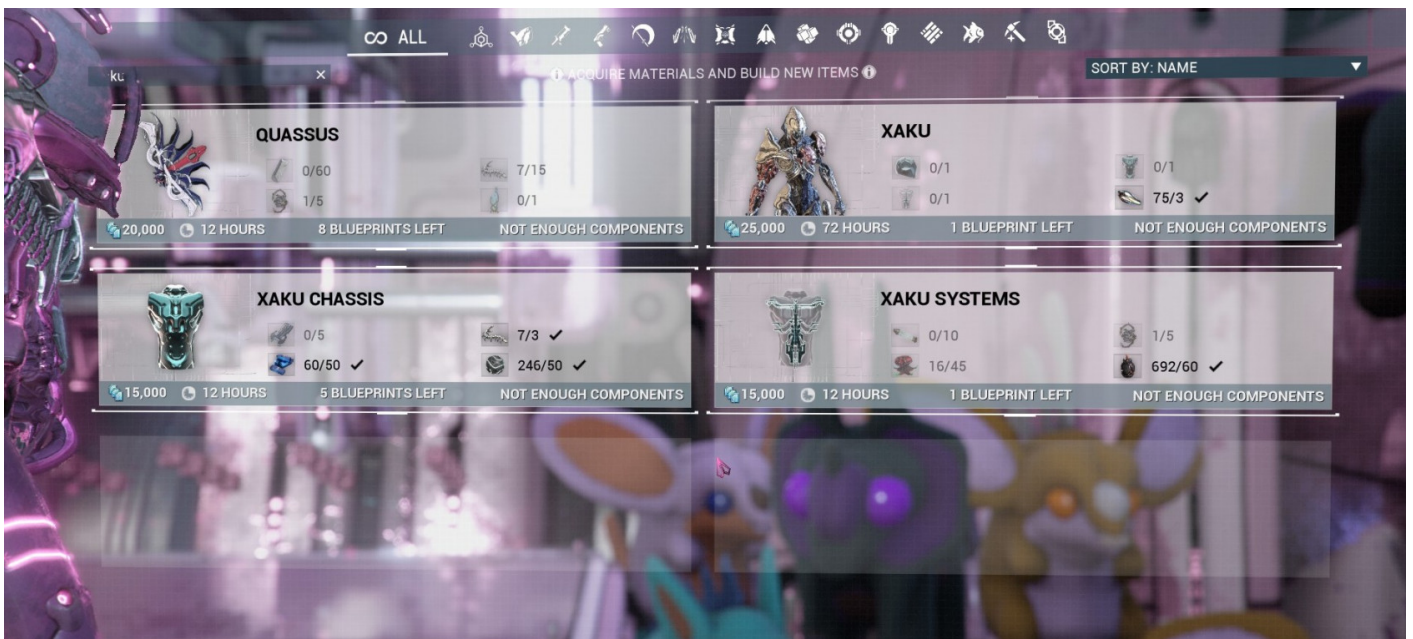 ALL
ku
ACQUIRE MATERIALS AND BUILD NEW ITEMS
SORT BY: NAME
QUASSUS
0/60
7/15
1/5
0/1
20,000 12 HOURS 8 BLUEPRINTS LEFT NOT ENOUGH COMPONENTS
XAKU
0/1
0/1
0/1
75/3
25,000 72 HOURS 1 BLUEPRINT LEFT NOT ENOUGH COMPONENTS
XAKU CHASSIS
0/5
7/3
60/50
246/50
15,000 12 HOURS 5 BLUEPRINTS LEFT NOT ENOUGH COMPONENTS
XAKU SYSTEMS
0/10
1/5
16/45
692/60
15,000 12 HOURS 1 BLUEPRINT LEFT NOT ENOUGH COMPONENTS